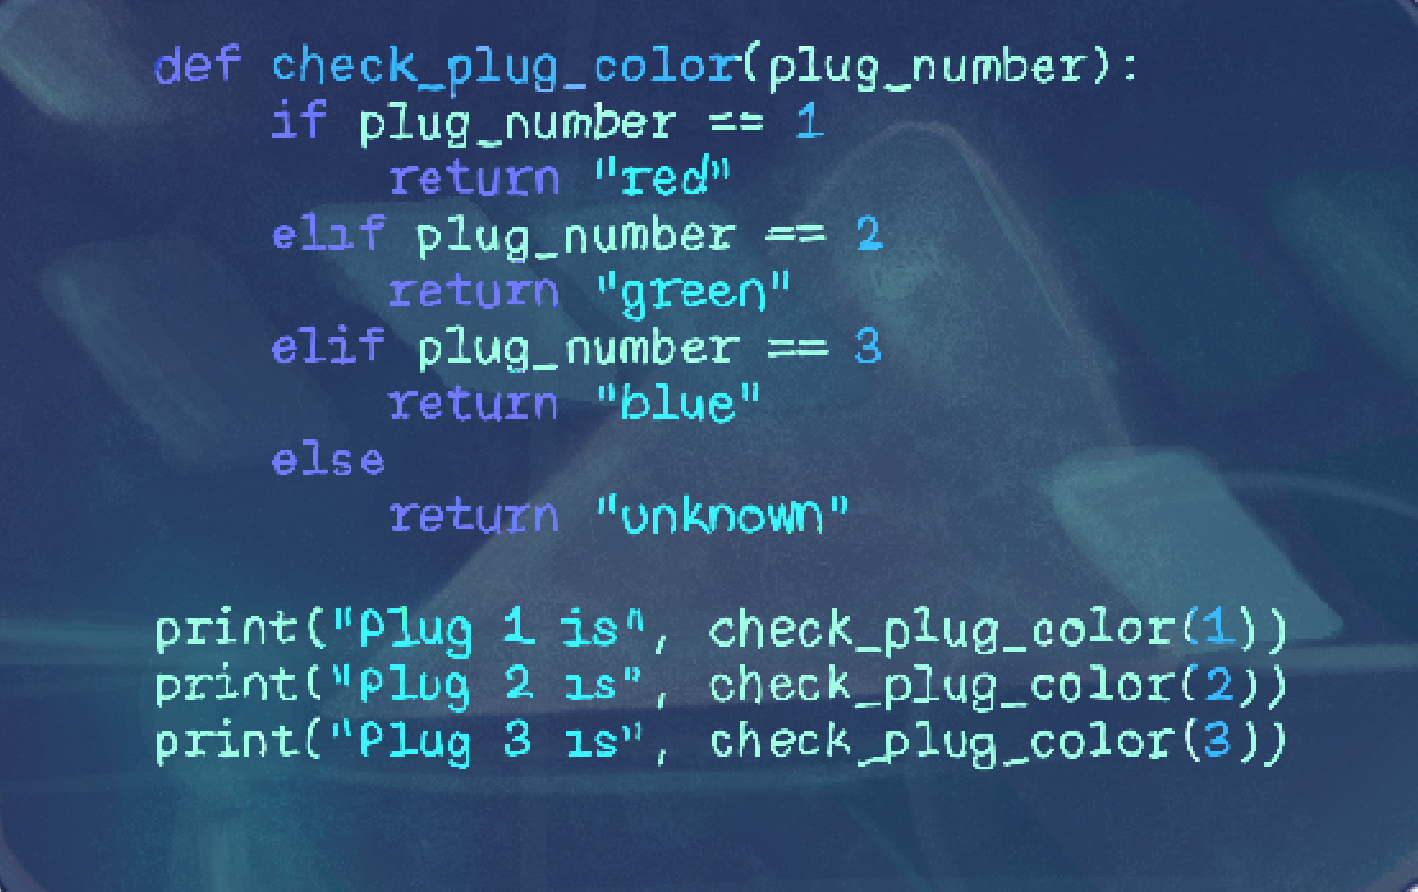 def check_plug_color(plug_number):
    if plug_number == 1
        return "red"
    elif plug_number == 2
        return "green"
    elif plug_number == 3
        return "blue"
    else
        return "unknown"

print("Plug 1 is", check_plug_color(1))
print("Plug 2 is", check_plug_color(2))
print("Plug 3 is", check_plug_color(3))